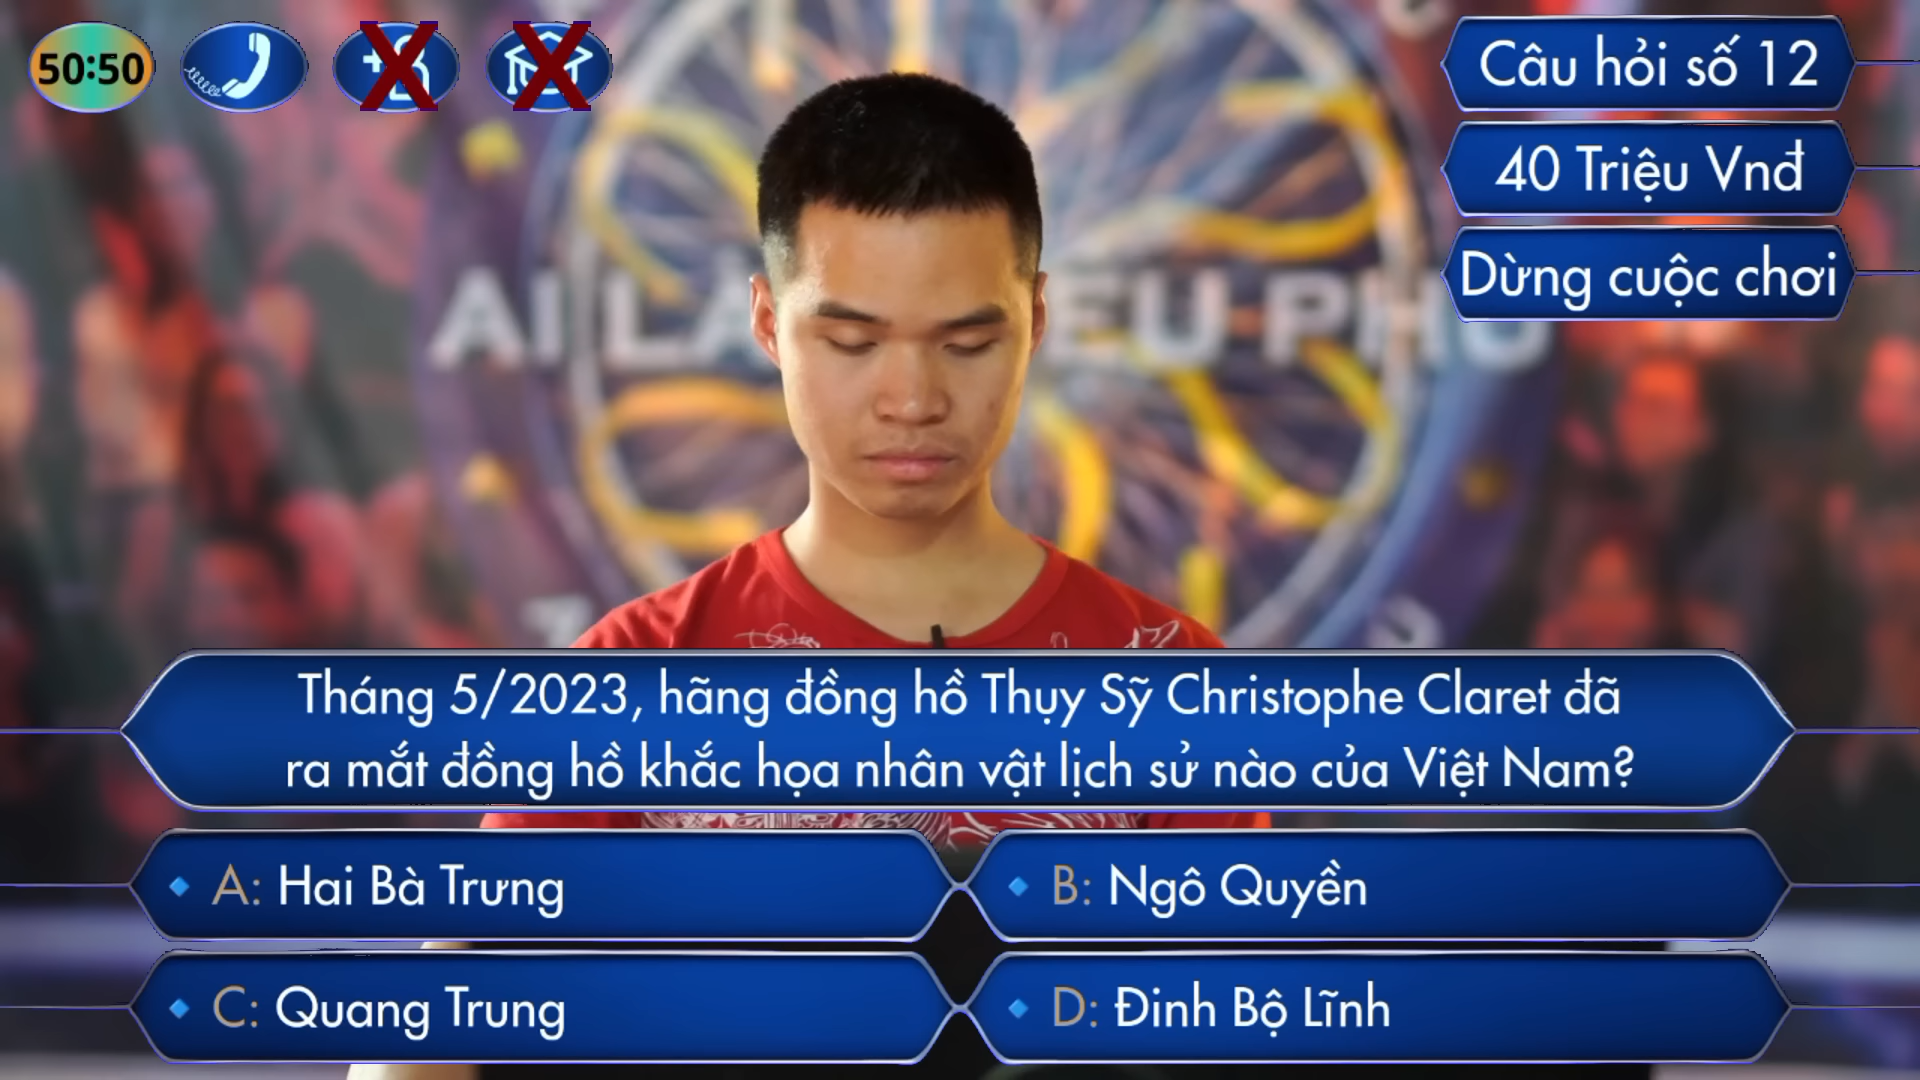 50:50
Câu hỏi số 12
40 Triệu Vnđ
Dừng cuộc chơi
Tháng 5/2023, hãng đồng hồ Thụy Sỹ Christophe Claret đã
ra mắt đồng hồ khắc họa nhân vật lịch sử nào của Việt Nam?
A: Hai Bà Trưng
B: Ngô Quyền
C: Quang Trung
D: Đinh Bộ Lĩnh